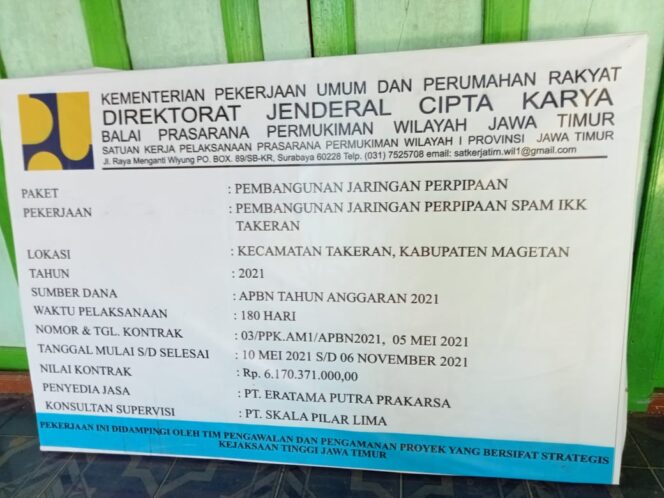 KEMENTERIAN PEKERJAAN UMUM DAN PERUMAHAN RAKYAT
DIREKTORAT JENDERAL CIPTA KARYA
BALAI PRASARANA PERMUKIMAN WILAYAH JAWA TIMUR
SATUAN KERJA PELAKSANAAN PRASARANA PERMUKIMAN WILAYAH I PROVINSI JAWA TIMUR
Jl. Raya Menganti Wiyung PO. BOX. 89/SB-KR, Surabaya 60228 Telp. (031) 7525708 email: satkerjatim.wil1@gmail.com
PAKET : PEMBANGUNAN JARINGAN PERPIPAAN
PEKERJAAN : PEMBANGUNAN JARINGAN PERPIPAAN SPAM IKK
TAKERAN
LOKASI : KECAMATAN TAKERAN, KABUPATEN MAGETAN
TAHUN : 2021
SUMBER DANA : APBN TAHUN ANGGARAN 2021
WAKTU PELAKSANAAN : 180 HARI
NOMOR & TGL. KONTRAK : 03/PPK.AM1/APBN2021, 05 MEI 2021
TANGGAL MULAI S/D SELESAI : 10 MEI 2021 S/D 06 NOVEMBER 2021
NILAI KONTRAK : Rp. 6.170.371.000,00
PENYEDIA JASA : PT. ERATAMA PUTRA PRAKARSA
KONSULTAN SUPERVISI : PT. SKALA PILAR LIMA
PEKERJAAN INI DIDAMPINGI OLEH TIM PENGAWALAN DAN PENGAMANAN PROYEK YANG BERSIFAT STRATEGIS
KEJAKSAAN TINGGI JAWA TIMUR